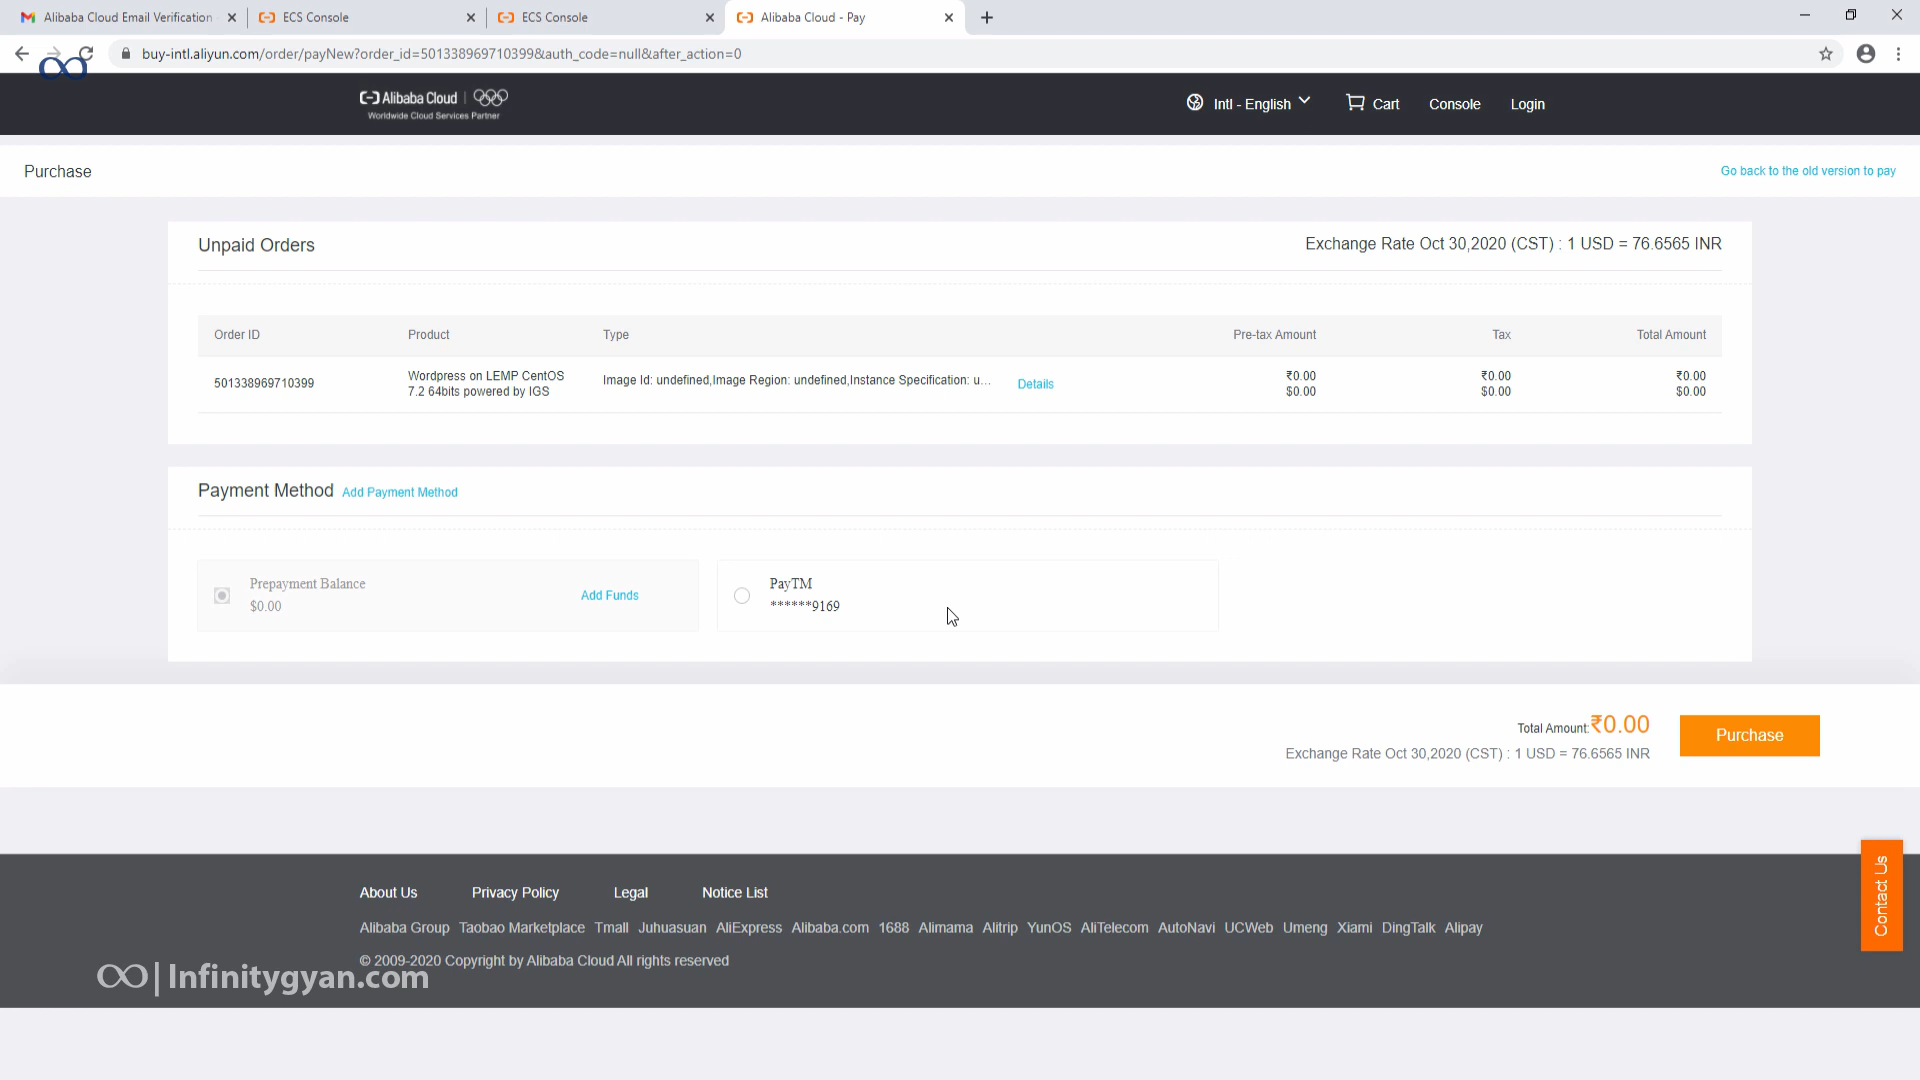 Alibaba Cloud Email Verification
ECS Console
ECS Console
Alibaba Cloud - Pay
buy-intl.aliyun.com/order/payNew?order_id=501338969710399&auth_code=null&after_action=0
Alibaba Cloud
Worldwide Cloud Services Partner
Intl - English
Cart
Console
Login
Purchase
Go back to the old version to pay
Unpaid Orders
Exchange Rate Oct 30,2020 (CST) : 1 USD = 76.6565 INR
Order ID
Product
Type
Pre-tax Amount
Tax
Total Amount
501338969710399
Wordpress on LEMP CentOS
7.2 64bits powered by IGS
Image Id: undefined,Image Region: undefined,Instance Specification: u...
Details
₹0.00
$0.00
₹0.00
$0.00
₹0.00
$0.00
Payment Method
Add Payment Method
Prepayment Balance
$0.00
Add Funds
PayTM
******9169
Total Amount:₹0.00
Exchange Rate Oct 30,2020 (CST) : 1 USD = 76.6565 INR
Purchase
Contact Us
About Us
Privacy Policy
Legal
Notice List
Alibaba Group Taobao Marketplace Tmall Juhuasuan AliExpress Alibaba.com 1688 Alimama Alitrip YunOS AliTelecom AutoNavi UCWeb Umeng Xiami DingTalk Alipay
© 2009-2020 Copyright by Alibaba Cloud All rights reserved
Infinitygyan.com